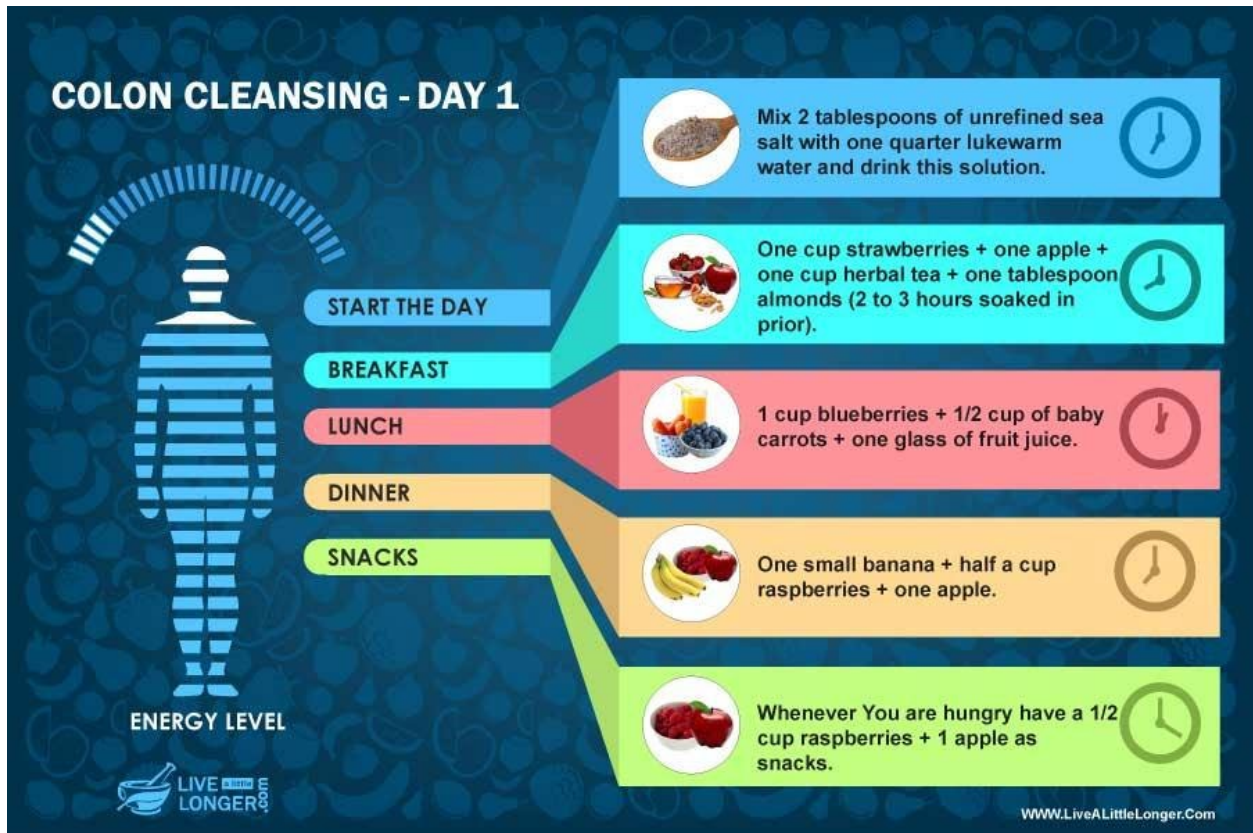 COLON CLEANSING - DAY 1
START THE DAY
Mix 2 tablespoons of unrefined sea
salt with one quarter lukewarm
water and drink this solution.
BREAKFAST
One cup strawberries + one apple +
one cup herbal tea + one tablespoon
almonds (2 to 3 hours soaked in
prior).
LUNCH
1 cup blueberries + 1/2 cup of baby
carrots + one glass of fruit juice.
DINNER
One small banana + half a cup
raspberries + one apple.
SNACKS
Whenever You are hungry have a 1/2
cup raspberries + 1 apple as
snacks.
ENERGY LEVEL
LIVE a little
LONGER.com
WWW.LiveALittleLonger.Com